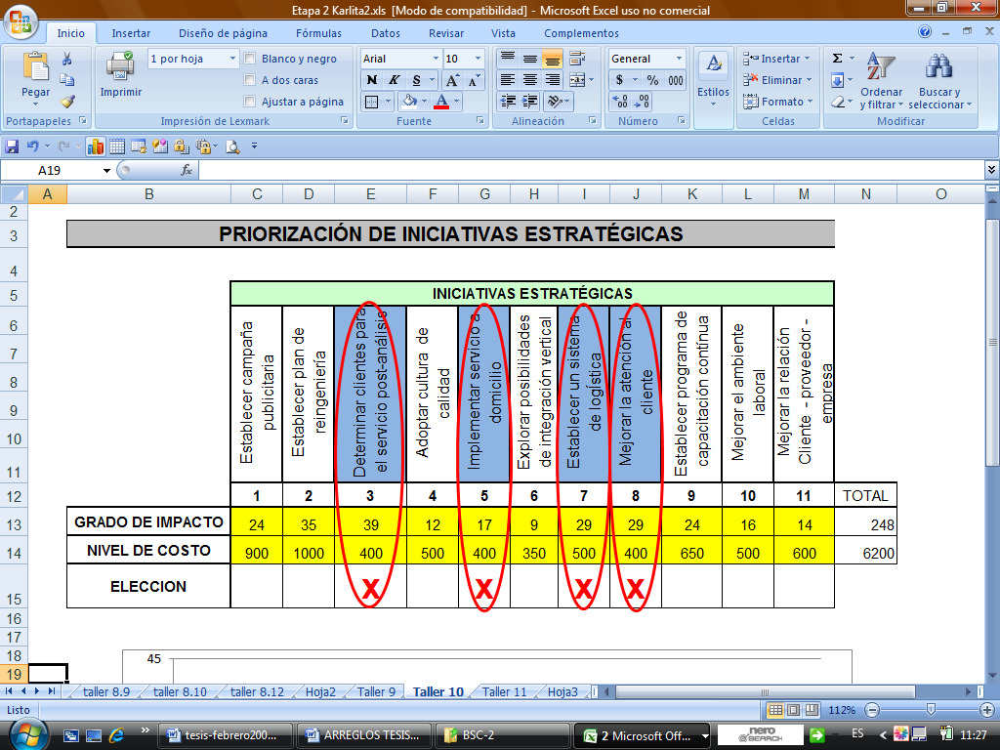 Etapa 2 Karlita2.xls [Modo de compatibilidad] - Microsoft Excel uso no comercial
Inicio Insertar Diseño de página Fórmulas Datos Revisar Vista Complementos
Pegar
Portapapeles
Imprimir
1 por hoja
Blanco y negro
A dos caras
Ajustar a página
Impresión de Lexmark
Arial 10
N K S A A
A
Fuente
Alineación
General
$ % 000
Número
Estilos
Insertar
Eliminar
Formato
Celdas
Σ
Ordenar
y filtrar
Buscar y
seleccionar
Modificar
A19 fx
A B C D E F G H I J K L M N O
2
3 PRIORIZACIÓN DE INICIATIVAS ESTRATÉGICAS
4
5 INICIATIVAS ESTRATÉGICAS
6
7
8
9
10
11
Establecer campaña
publicitaria
Establecer plan de
reingeniería
Determinar clientes para
el servicio post-análisis
Adoptar cultura de
calidad
Implementar servicio a
domicilio
Explorar posibilidades
de integración vertical
Establecer un sistema
de logística
Mejorar la atención al
cliente
Establecer programa de
capacitación contínua
Mejorar el ambiente
laboral
Mejorar la relación
Cliente - proveedor -
empresa
12 1 2 3 4 5 6 7 8 9 10 11 TOTAL
13 GRADO DE IMPACTO 24 35 39 12 17 9 29 29 24 16 14 248
14 NIVEL DE COSTO 900 1000 400 500 400 350 500 400 650 500 600 6200
15 ELECCION X X X X
16
17
18 45
19
taller 8.9 taller 8.10 taller 8.12 Hoja2 Taller 9 Taller 10 Taller 11 Hoja3
Listo 112%
tesis-febrero200... ARREGLOS TESIS... BSC-2 2 Microsoft Off... nero SEARCH ES 11:27